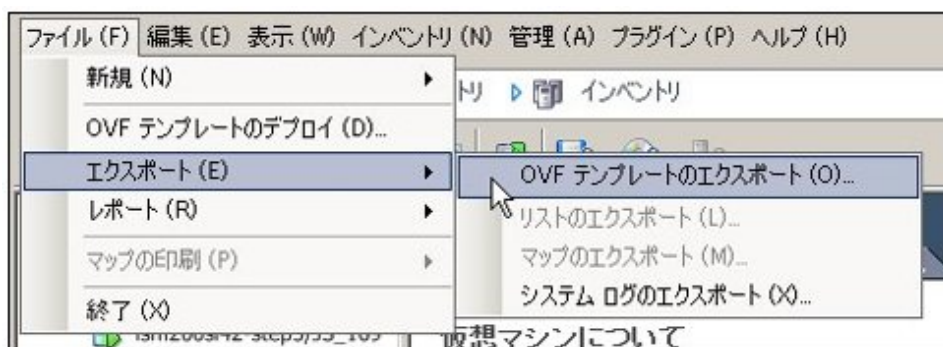 ファイル (F) 編集 (E) 表示 (W) インベントリ (N) 管理 (A) プラグイン (P) ヘルプ (H)
新規 (N)
トリ インベントリ
OVF テンプレートのデプロイ (D)...
エクスポート (E)
OVF テンプレートのエクスポート (O)...
レポート (R)
リストのエクスポート (L)...
マップの印刷 (P)
マップのエクスポート (M)...
システム ログのエクスポート (X)...
終了 (X)
仮想マシンについて